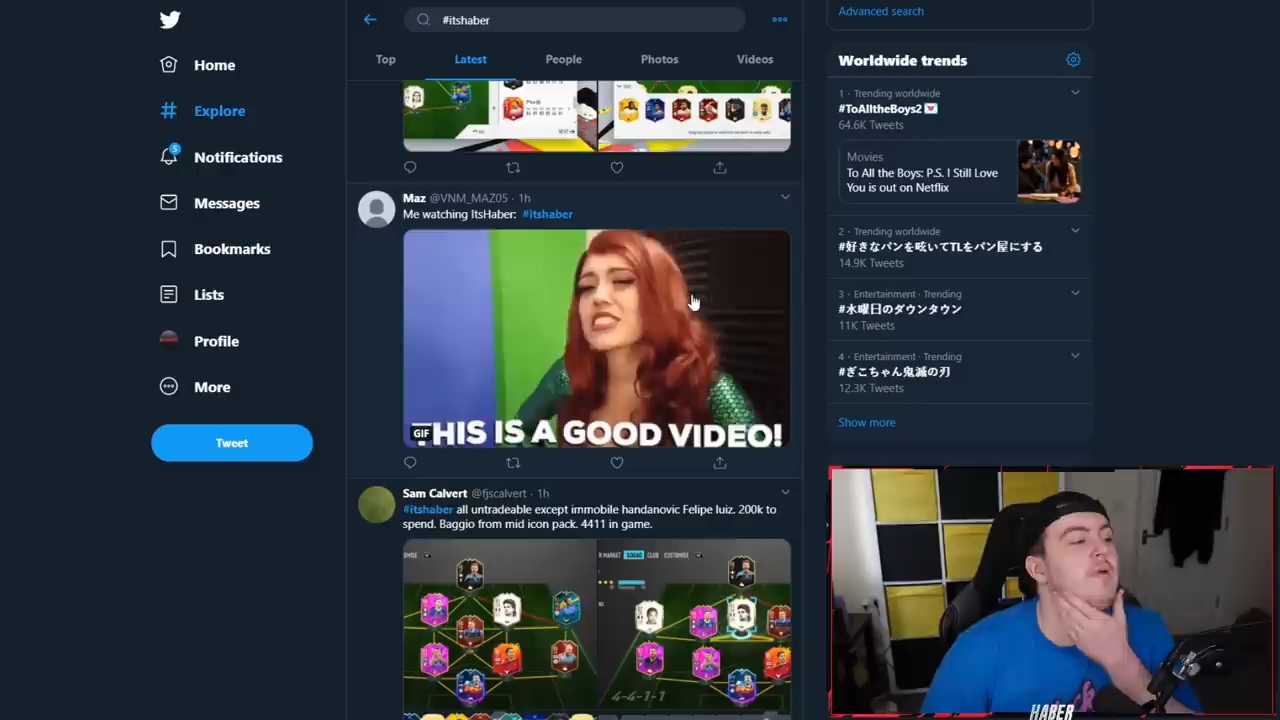 #itshaber
Advanced search
Top
Latest
People
Photos
Videos
Home
Explore
5
Notifications
Messages
Bookmarks
Lists
Profile
More
Tweet
Maz @VNM_MAZ05 · 1h
Me watching ItsHaber: #itshaber
GIF
THIS IS A GOOD VIDEO!
Sam Calvert @fjscalvert · 1h
#itshaber all untradeable except immobile handanovic Felipe luiz. 200k to
spend. Baggio from mid icon pack. 4411 in game.
SQUAD
CLUB
CUSTOMISE
4-4-1-1
Worldwide trends
1 · Trending worldwide
#ToAlltheBoys2
64.6K Tweets
Movies
To All the Boys: P.S. I Still Love
You is out on Netflix
2 · Trending worldwide
#好きなパンを呟いてTLをパン屋にする
14.9K Tweets
3 · Entertainment · Trending
#水曜日のダウンタウン
11K Tweets
4 · Entertainment · Trending
#ぎこちゃん鬼滅の刃
12.3K Tweets
Show more
HABER